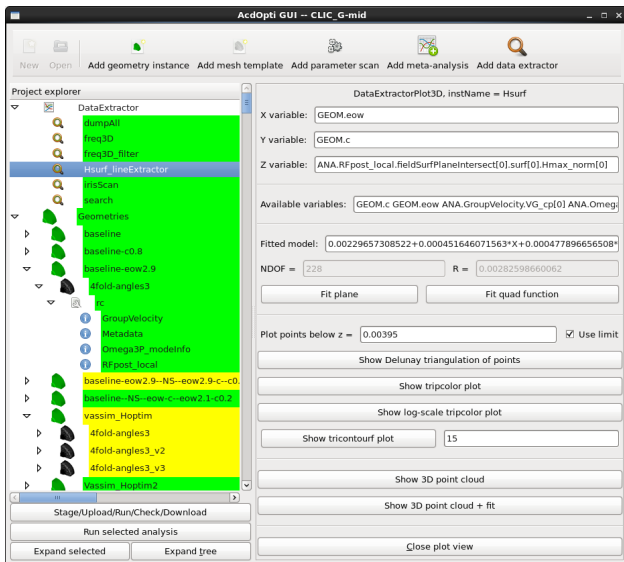 AcdOpti GUI -- CLIC_G-mid
New Open Add geometry instance Add mesh template Add parameter scan Add meta-analysis Add data extractor
Project explorer
DataExtractor
dumpAll
freq3D
freq3D_filter
Hsurf_lineExtractor
irisScan
search
Geometries
baseline
baseline-c0.8
baseline-eow2.9
4fold-angles3
rc
GroupVelocity
Metadata
Omega3P_modeInfo
RFpost_local
baseline-eow2.9--NS--eow2.9-c--c0.
baseline--NS--eow-c--eow2.1-c0.2
vassim_Hoptim
4fold-angles3
4fold-angles3_v2
4fold-angles3_v3
Vassim_Hoptim2
Stage/Upload/Run/Check/Download
Run selected analysis
Expand selected Expand tree
DataExtractorPlot3D, instName = Hsurf
X variable: GEOM.eow
Y variable: GEOM.c
Z variable: ANA.RFpost_local.fieldSurfPlaneIntersect[0].surf[0].Hmax_norm[0]
Available variables: GEOM.c GEOM.eow ANA.GroupVelocity.VG_cp[0] ANA.Omega
Fitted model: 0.00229657308522+0.000451646071563*X+0.000477896656508*
NDOF = 228 R = 0.00282598660062
Fit plane Fit quad function
Plot points below z = 0.00395 Use limit
Show Delunay triangulation of points
Show tripcolor plot
Show log-scale tripcolor plot
Show tricontourf plot 15
Show 3D point cloud
Show 3D point cloud + fit
Close plot view